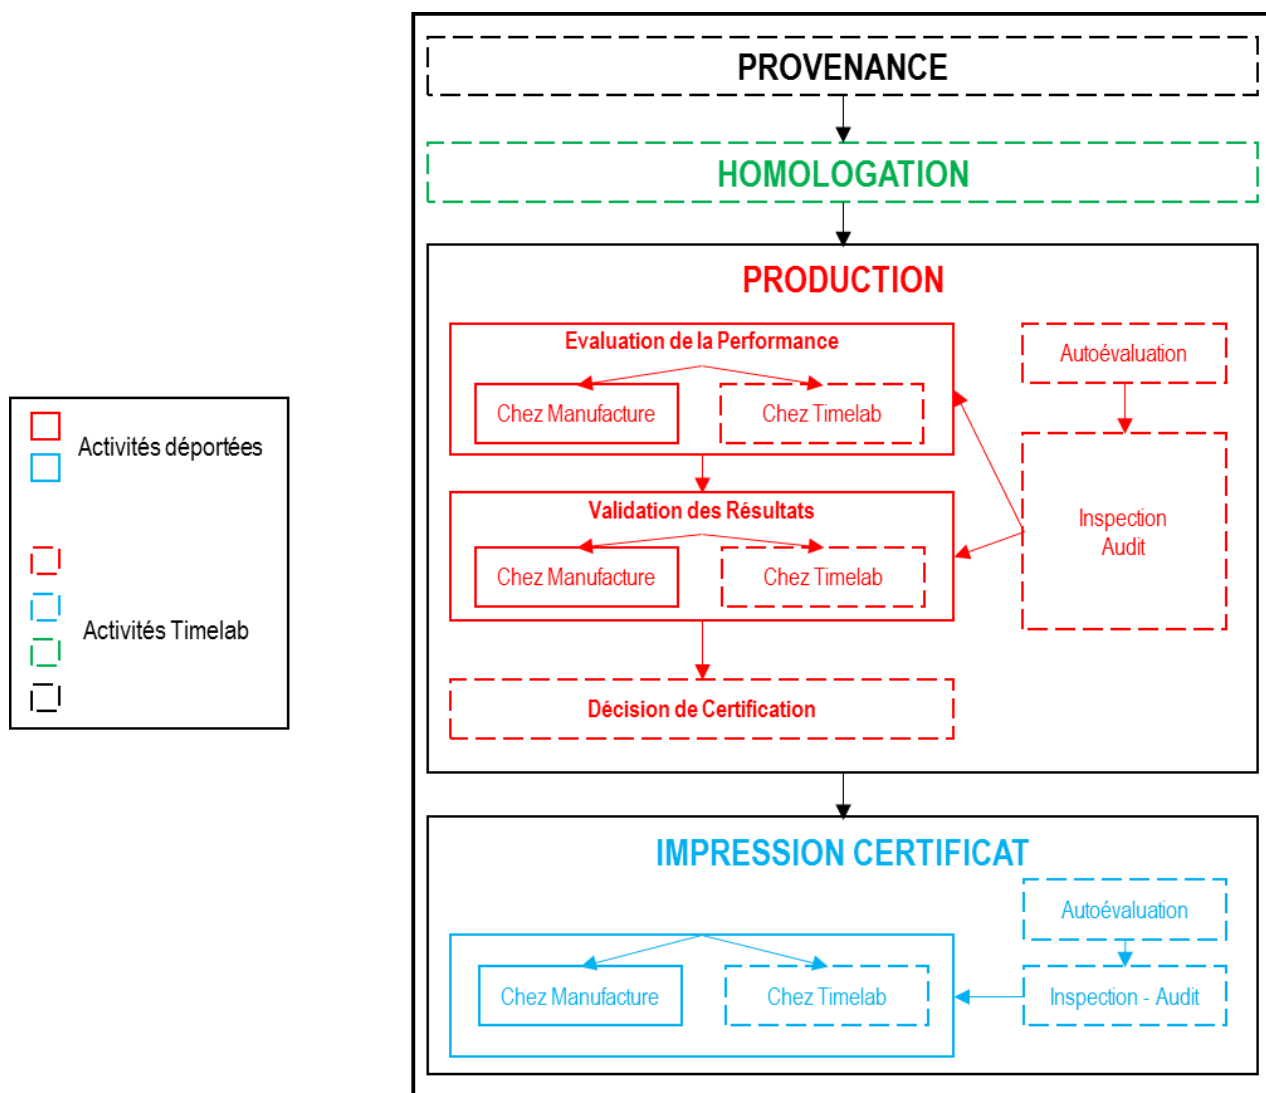 PROVENANCE
HOMOLOGATION
PRODUCTION
Evaluation de la Performance
Chez Manufacture
Chez Timelab
Autoévaluation
Validation des Résultats
Chez Manufacture
Chez Timelab
Inspection
Audit
Décision de Certification
IMPRESSION CERTIFICAT
Autoévaluation
Chez Manufacture
Chez Timelab
Inspection - Audit
Activités déportées
Activités Timelab